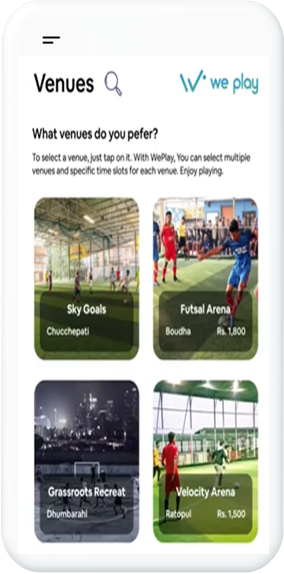 Venues
we play
What venues do you pefer?
To select a venue, just tap on it. With WePlay, You can select multiple
venues and specific time slots for each venue. Enjoy playing.
Sky Goals
Chucchepati
Futsal Arena
Boudha Rs. 1,800
Grassroots Recreat
Dhumbarahi
Velocity Arena
Ratopul Rs. 1,500